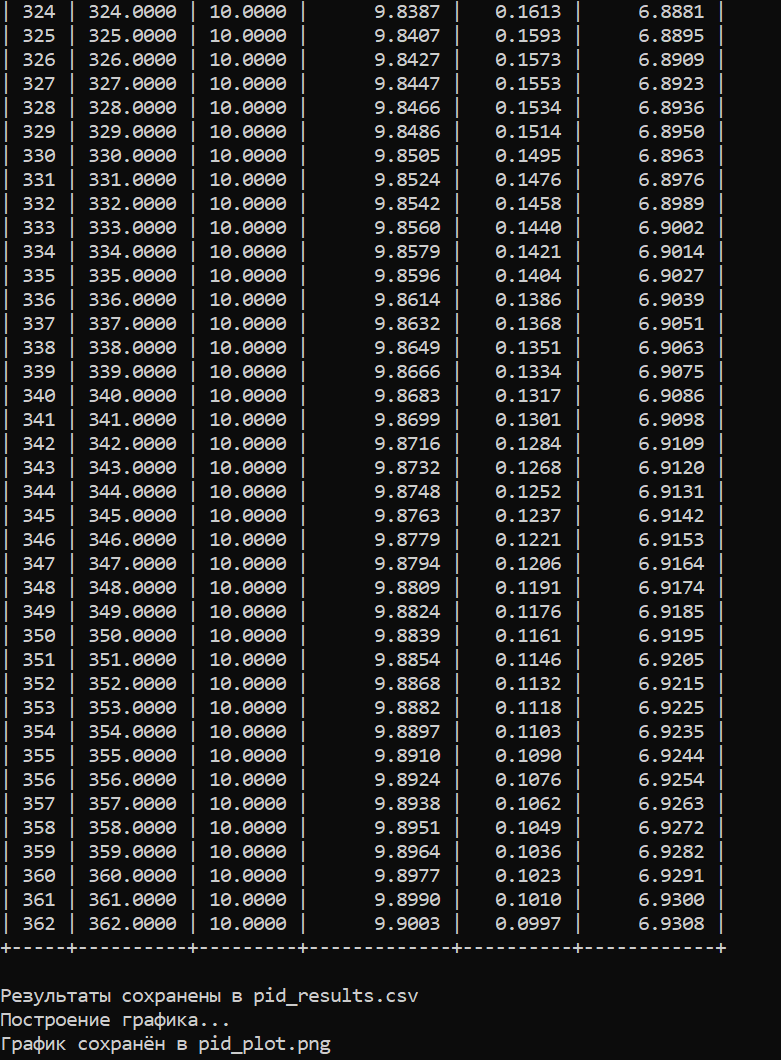 | 324 | 324.0000 | 10.0000 |      9.8387 |   0.1613 |     6.8881 |
| 325 | 325.0000 | 10.0000 |      9.8407 |   0.1593 |     6.8895 |
| 326 | 326.0000 | 10.0000 |      9.8427 |   0.1573 |     6.8909 |
| 327 | 327.0000 | 10.0000 |      9.8447 |   0.1553 |     6.8923 |
| 328 | 328.0000 | 10.0000 |      9.8466 |   0.1534 |     6.8936 |
| 329 | 329.0000 | 10.0000 |      9.8486 |   0.1514 |     6.8950 |
| 330 | 330.0000 | 10.0000 |      9.8505 |   0.1495 |     6.8963 |
| 331 | 331.0000 | 10.0000 |      9.8524 |   0.1476 |     6.8976 |
| 332 | 332.0000 | 10.0000 |      9.8542 |   0.1458 |     6.8989 |
| 333 | 333.0000 | 10.0000 |      9.8560 |   0.1440 |     6.9002 |
| 334 | 334.0000 | 10.0000 |      9.8579 |   0.1421 |     6.9014 |
| 335 | 335.0000 | 10.0000 |      9.8596 |   0.1404 |     6.9027 |
| 336 | 336.0000 | 10.0000 |      9.8614 |   0.1386 |     6.9039 |
| 337 | 337.0000 | 10.0000 |      9.8632 |   0.1368 |     6.9051 |
| 338 | 338.0000 | 10.0000 |      9.8649 |   0.1351 |     6.9063 |
| 339 | 339.0000 | 10.0000 |      9.8666 |   0.1334 |     6.9075 |
| 340 | 340.0000 | 10.0000 |      9.8683 |   0.1317 |     6.9086 |
| 341 | 341.0000 | 10.0000 |      9.8699 |   0.1301 |     6.9098 |
| 342 | 342.0000 | 10.0000 |      9.8716 |   0.1284 |     6.9109 |
| 343 | 343.0000 | 10.0000 |      9.8732 |   0.1268 |     6.9120 |
| 344 | 344.0000 | 10.0000 |      9.8748 |   0.1252 |     6.9131 |
| 345 | 345.0000 | 10.0000 |      9.8763 |   0.1237 |     6.9142 |
| 346 | 346.0000 | 10.0000 |      9.8779 |   0.1221 |     6.9153 |
| 347 | 347.0000 | 10.0000 |      9.8794 |   0.1206 |     6.9164 |
| 348 | 348.0000 | 10.0000 |      9.8809 |   0.1191 |     6.9174 |
| 349 | 349.0000 | 10.0000 |      9.8824 |   0.1176 |     6.9185 |
| 350 | 350.0000 | 10.0000 |      9.8839 |   0.1161 |     6.9195 |
| 351 | 351.0000 | 10.0000 |      9.8854 |   0.1146 |     6.9205 |
| 352 | 352.0000 | 10.0000 |      9.8868 |   0.1132 |     6.9215 |
| 353 | 353.0000 | 10.0000 |      9.8882 |   0.1118 |     6.9225 |
| 354 | 354.0000 | 10.0000 |      9.8897 |   0.1103 |     6.9235 |
| 355 | 355.0000 | 10.0000 |      9.8910 |   0.1090 |     6.9244 |
| 356 | 356.0000 | 10.0000 |      9.8924 |   0.1076 |     6.9254 |
| 357 | 357.0000 | 10.0000 |      9.8938 |   0.1062 |     6.9263 |
| 358 | 358.0000 | 10.0000 |      9.8951 |   0.1049 |     6.9272 |
| 359 | 359.0000 | 10.0000 |      9.8964 |   0.1036 |     6.9282 |
| 360 | 360.0000 | 10.0000 |      9.8977 |   0.1023 |     6.9291 |
| 361 | 361.0000 | 10.0000 |      9.8990 |   0.1010 |     6.9300 |
| 362 | 362.0000 | 10.0000 |      9.9003 |   0.0997 |     6.9308 |
+-----+----------+---------+-------------+----------+------------+
Результаты сохранены в pid_results.csv
Построение графика...
График сохранён в pid_plot.png